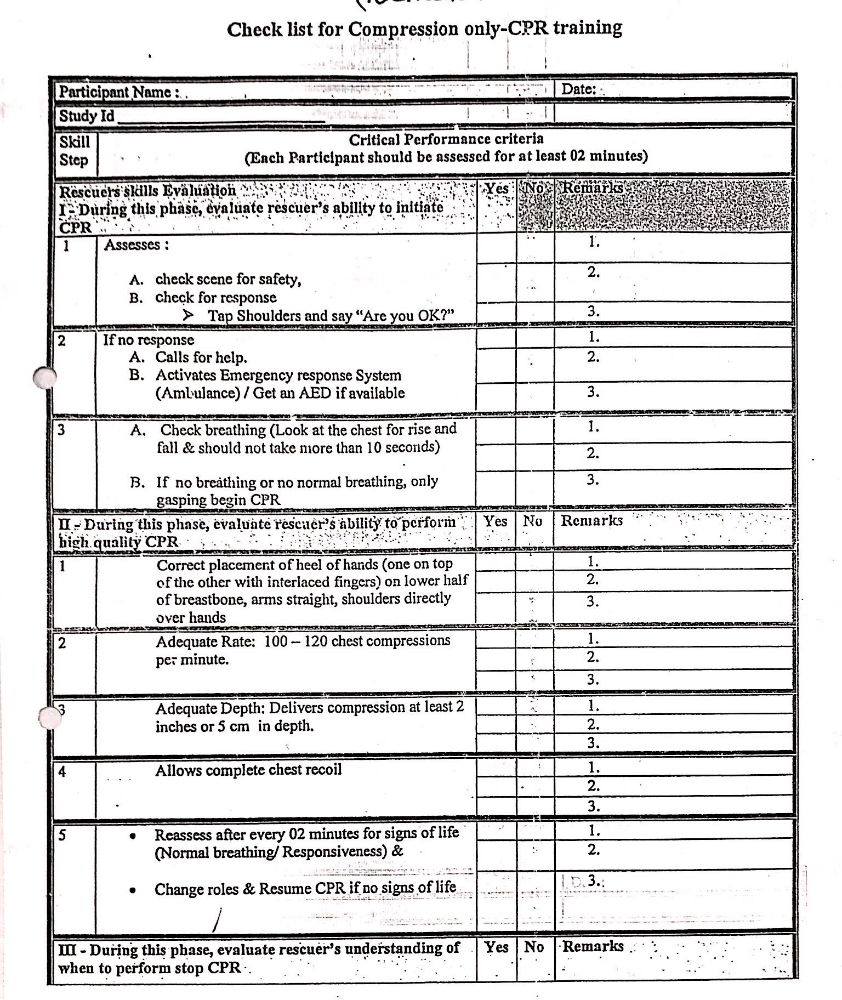 Check list for Compression only-CPR training
Participant Name :
Date:
Study Id
Skill Step
Critical Performance criteria
(Each Participant should be assessed for at least 02 minutes)
Rescuers skills Evaluation
I - During this phase, evaluate rescuer's ability to initiate
CPR
Yes No Remarks
1 Assesses :
A. check scene for safety,
B. check for response
➢ Tap Shoulders and say “Are you OK?”
1.
2.
3.
2 If no response
A. Calls for help.
B. Activates Emergency response System
(Ambulance) / Get an AED if available
1.
2.
3.
3 A. Check breathing (Look at the chest for rise and
fall & should not take more than 10 seconds)
B. If no breathing or no normal breathing, only
gasping begin CPR
1.
2.
3.
II - During this phase, evaluate rescuer's ability to perform
high quality CPR
Yes No Remarks
1 Correct placement of heel of hands (one on top
of the other with interlaced fingers) on lower half
of breastbone, arms straight, shoulders directly
over hands
1.
2.
3.
2 Adequate Rate: 100 – 120 chest compressions
per minute.
1.
2.
3.
3 Adequate Depth: Delivers compression at least 2
inches or 5 cm in depth.
1.
2.
3.
4 Allows complete chest recoil
1.
2.
3.
5 • Reassess after every 02 minutes for signs of life
(Normal breathing/ Responsiveness) &
• Change roles & Resume CPR if no signs of life
1.
2.
3.
III - During this phase, evaluate rescuer's understanding of
when to perform stop CPR
Yes No Remarks